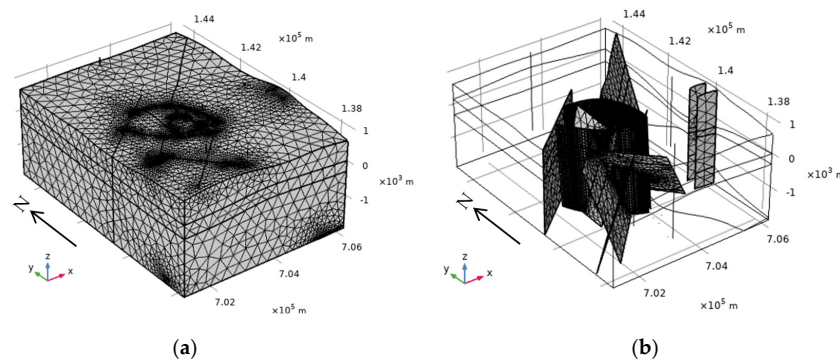 1.44
×10⁵ m
1.42
1.4
1.38
1
0
×10³ m
-1
N
z
y
x
7.06
7.04
7.02
×10⁵ m
(a)
1.44
×10⁵ m
1.42
1.4
1.38
1
0
×10³ m
-1
N
z
y
x
7.06
7.04
7.02
×10⁵ m
(b)